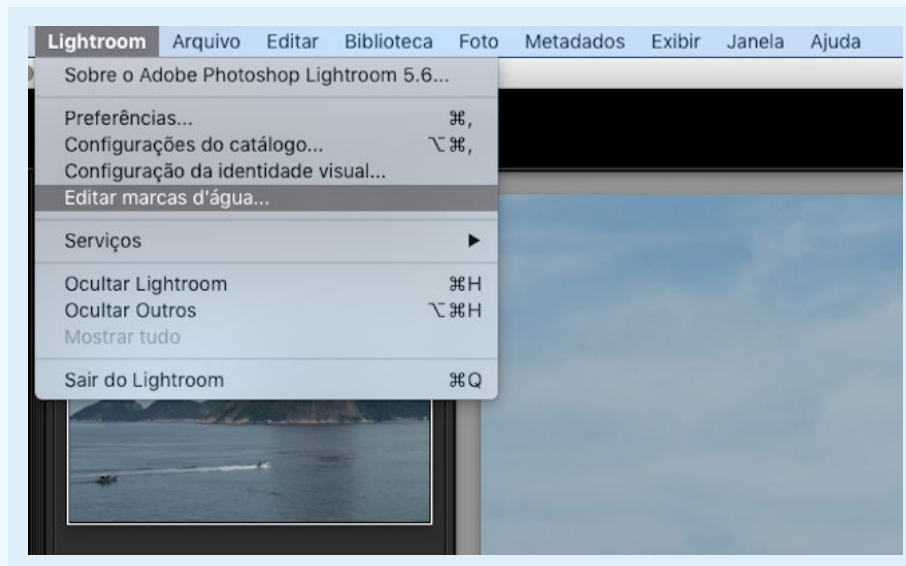 Lightroom Arquivo Editar Biblioteca Foto Metadados Exibir Janela Ajuda
Sobre o Adobe Photoshop Lightroom 5.6...
Preferências... ⌘,
Configurações do catálogo... ⌥⌘,
Configuração da identidade visual...
Editar marcas d'água...
Serviços ▶
Ocultar Lightroom ⌘H
Ocultar Outros ⌥⌘H
Mostrar tudo
Sair do Lightroom ⌘Q